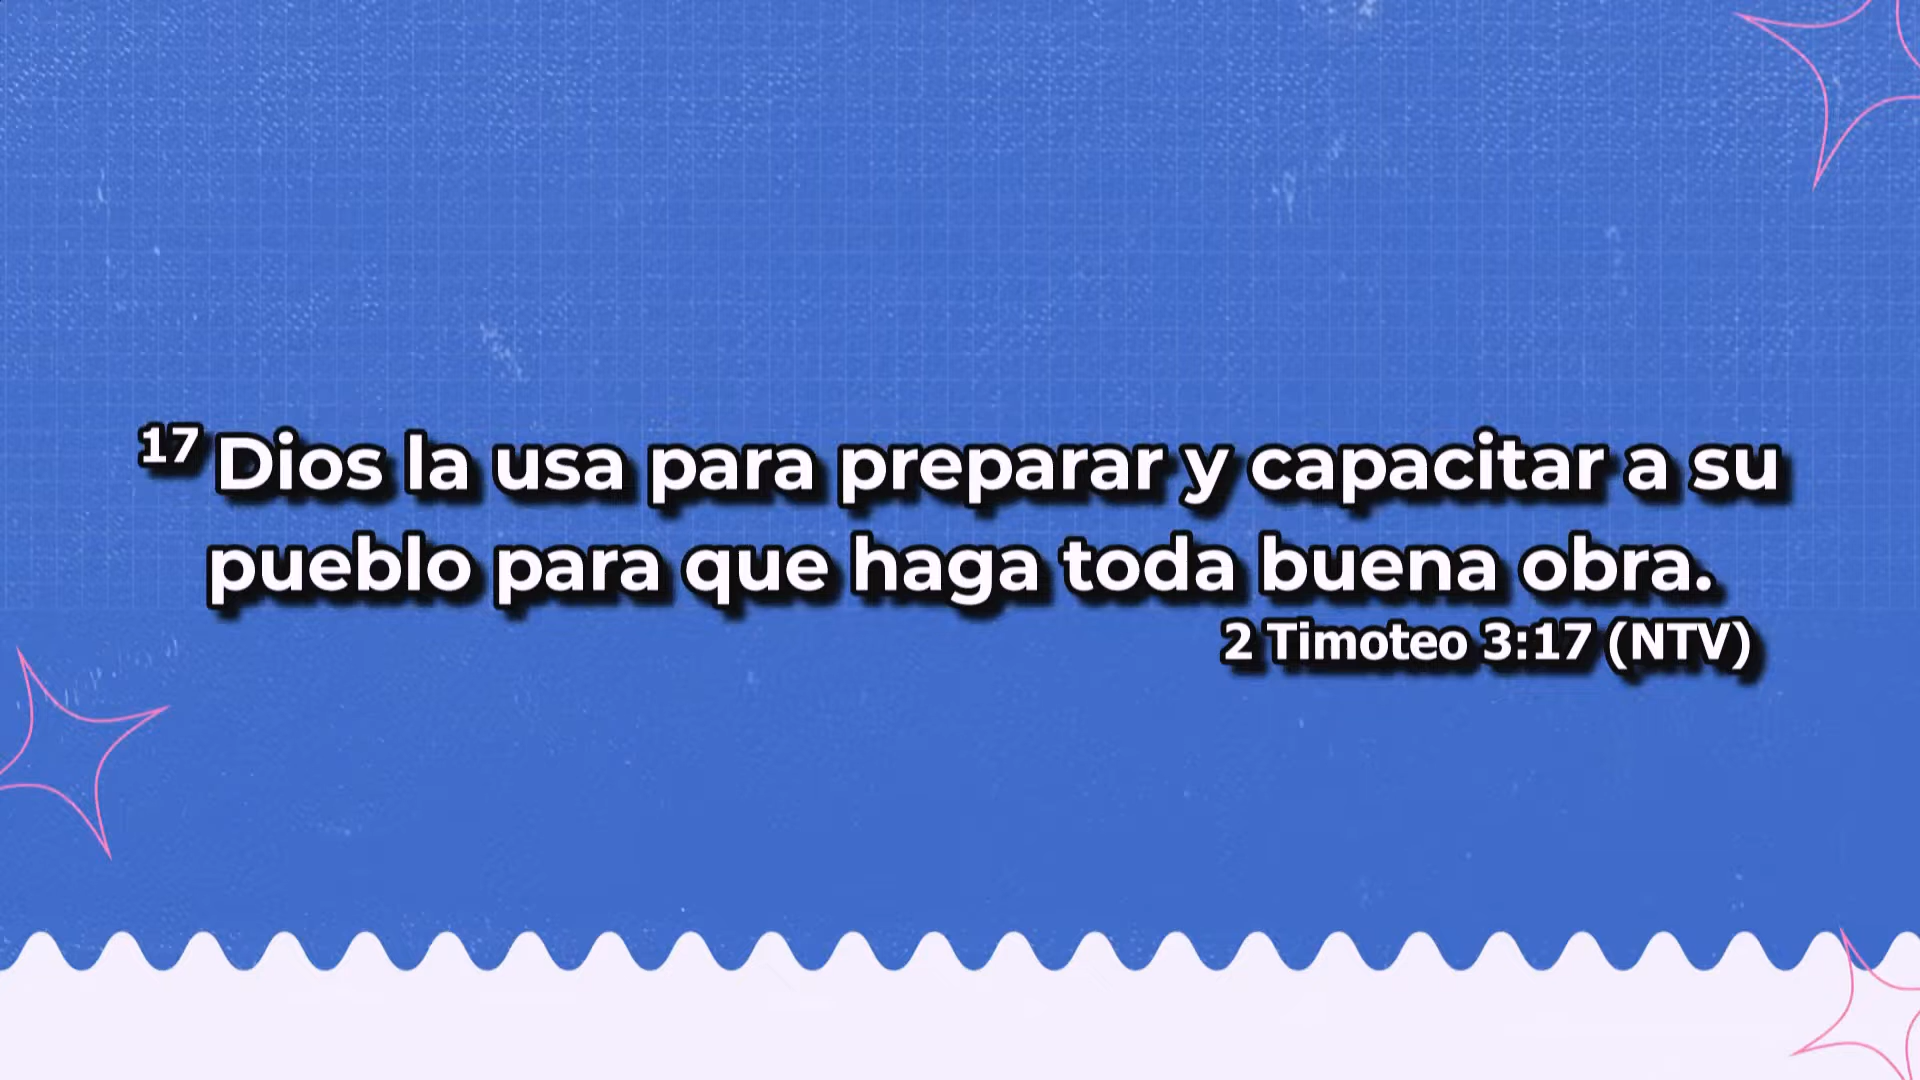 17 Dios la usa para preparar y capacitar a su
pueblo para que haga toda buena obra.
2 Timoteo 3:17 (NTV)